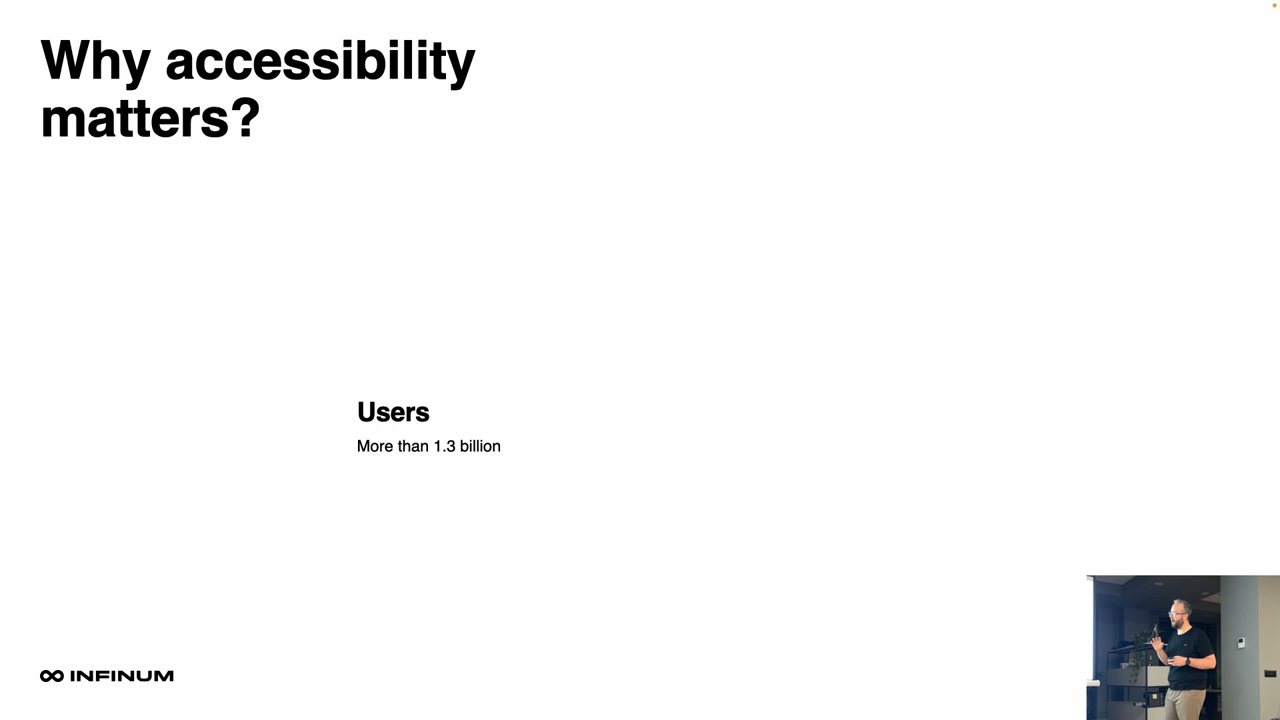 Why accessibility
matters?
Users
More than 1.3 billion
INFINUM